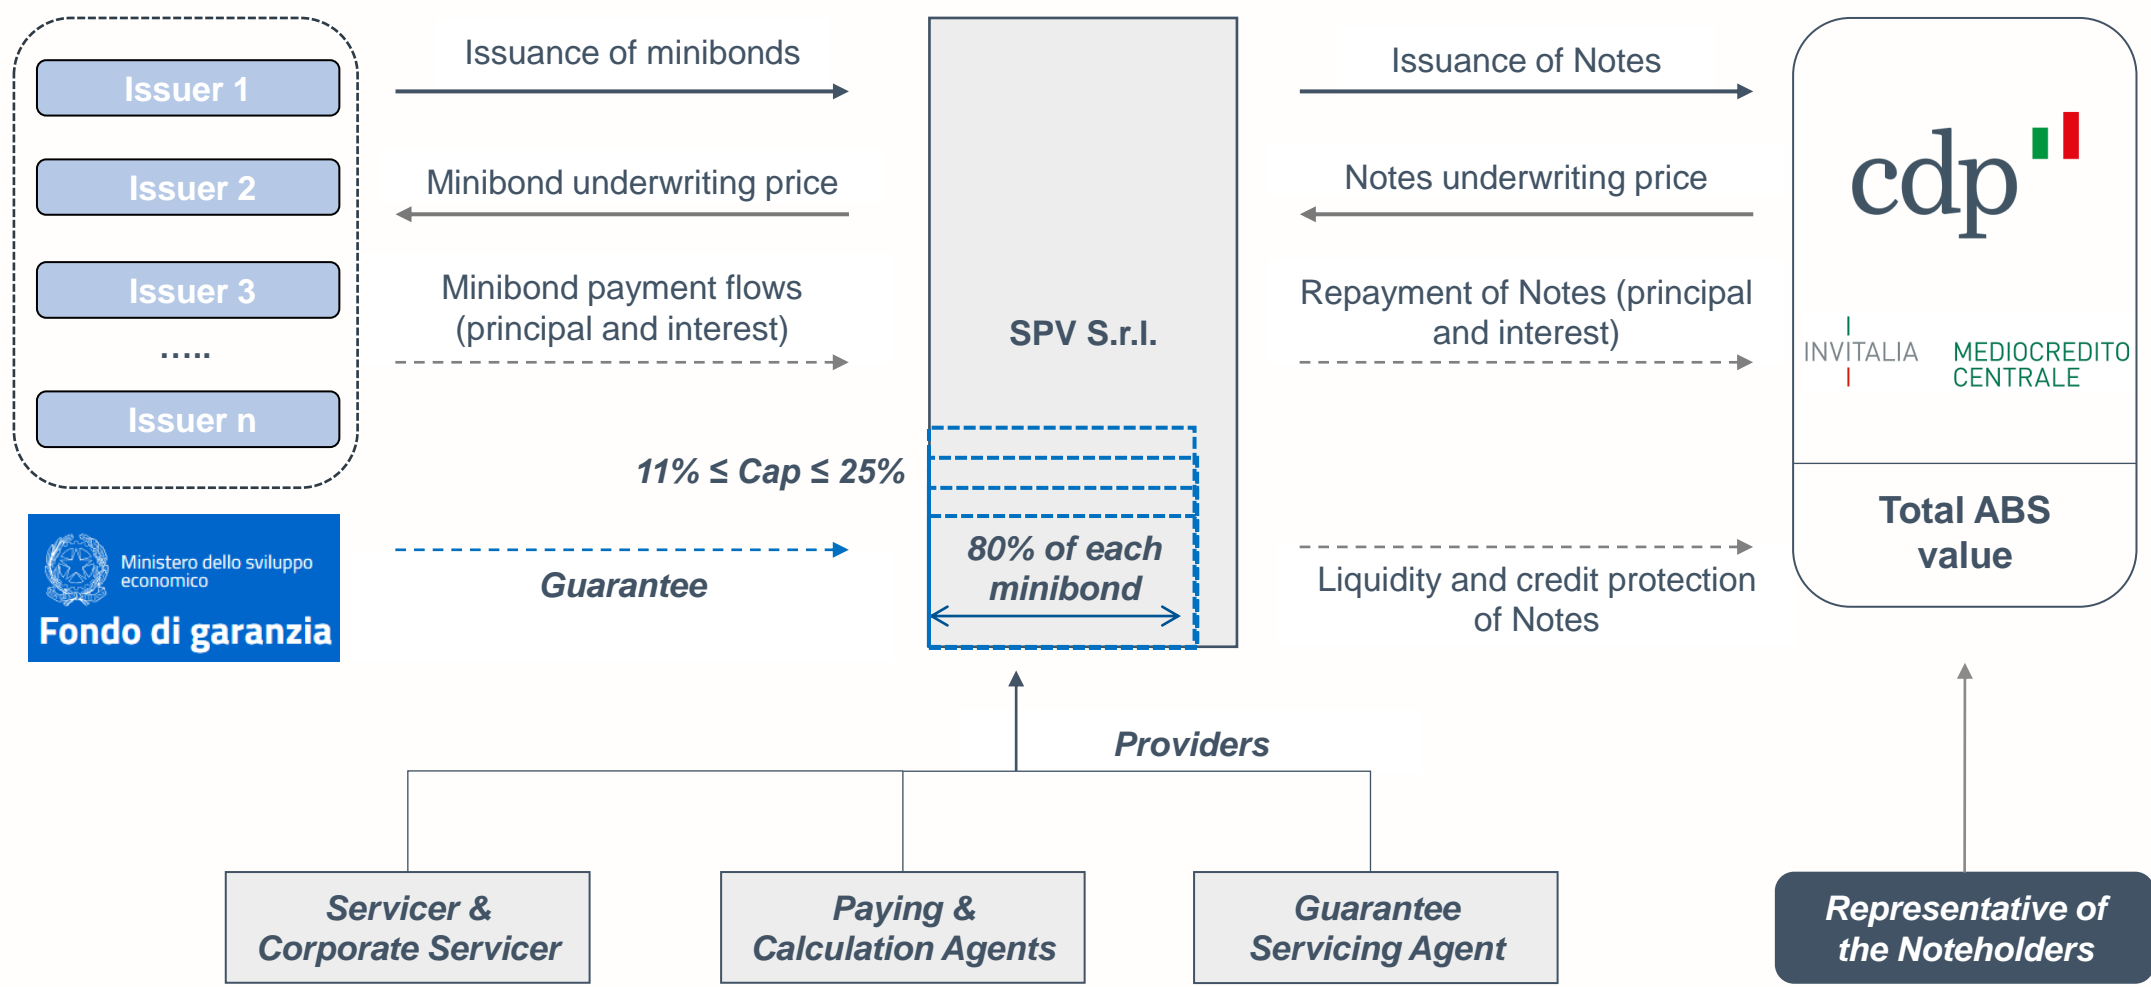 Issuer 1
Issuer 2
Issuer 3
.....
Issuer n
Ministero dello sviluppo
economico
Fondo di garanzia
Issuance of minibonds
Minibond underwriting price
Minibond payment flows
(principal and interest)
11% ≤ Cap ≤ 25%
Guarantee
SPV S.r.l.
80% of each
minibond
Issuance of Notes
Notes underwriting price
Repayment of Notes (principal
and interest)
Liquidity and credit protection
of Notes
cdp
INVITALIA
MEDIOCREDITO
CENTRALE
Total ABS
value
Providers
Servicer &
Corporate Servicer
Paying &
Calculation Agents
Guarantee
Servicing Agent
Representative of
the Noteholders